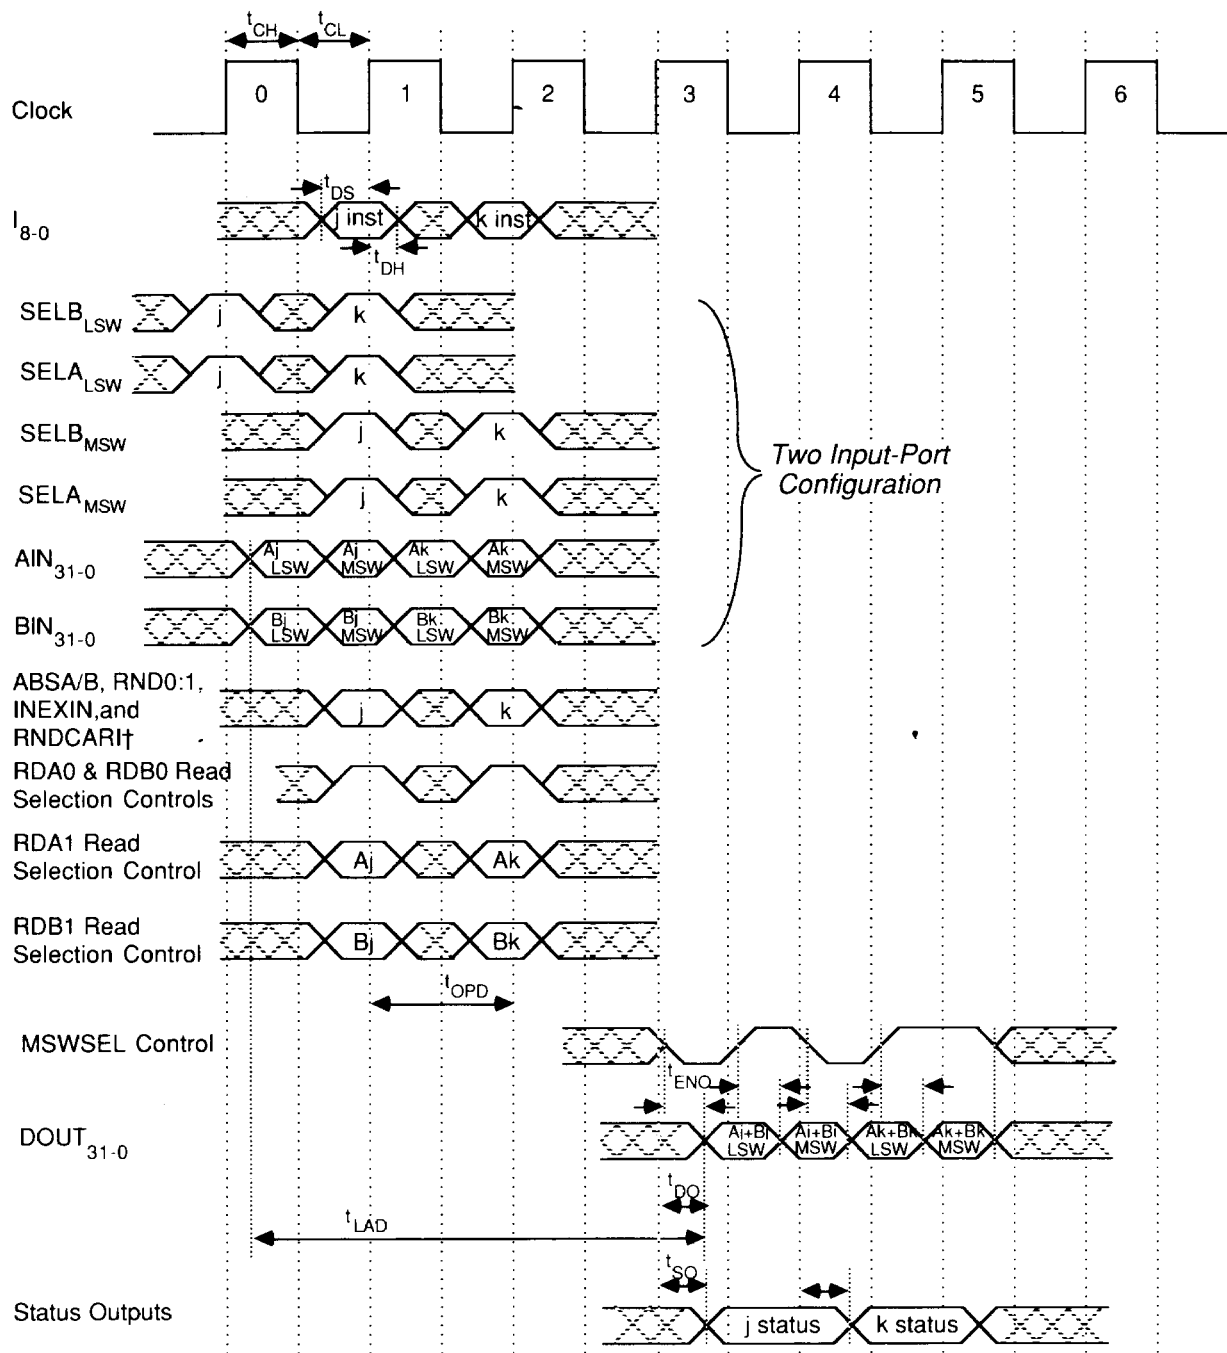 tCH tCL
Clock 0 1 2 3 4 5 6
tDS
I8-0 j inst k inst
tDH
SELBLSW j k
SELALSW j k
SELBMSW j k
SELAMSW j k
Two Input-Port
Configuration
AIN31-0 Aj LSW Aj MSW Ak LSW Ak MSW
BIN31-0 Bj LSW Bj MSW Bk LSW Bk MSW
ABSA/B, RND0:1,
INEXIN,and j k
RNDCARI†
RDA0 & RDB0 Read
Selection Controls
RDA1 Read
Selection Control Aj Ak
RDB1 Read
Selection Control Bj Bk
tOPD
MSWSEL Control
tENO
DOUT31-0 Aj+Bj LSW Aj+Bj MSW Ak+Bk LSW Ak+Bk MSW
tDO
tLAD
tSO
Status Outputs j status k status